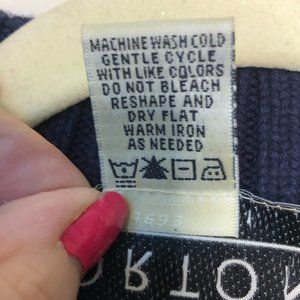 MACHINE WASH COLD
GENTLE CYCLE
WITH LIKE COLORS
DO NOT BLEACH
RESHAPE AND
DRY FLAT
WARM IRON
AS NEEDED